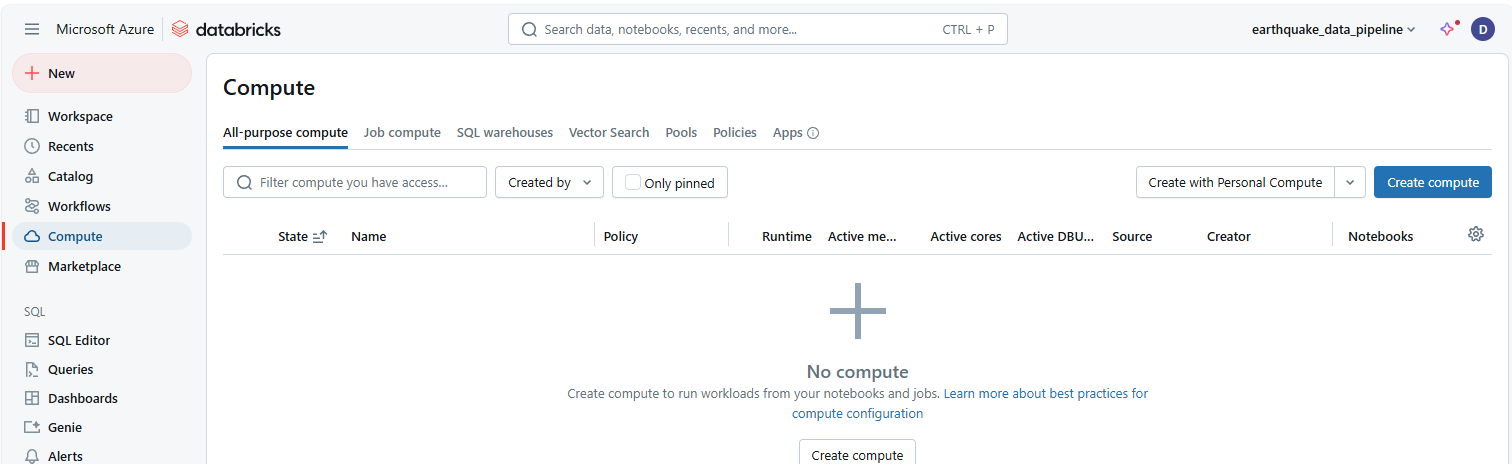 Microsoft Azure databricks Search data, notebooks, recents, and more... CTRL + P earthquake_data_pipeline D
New
Workspace
Recents
Catalog
Workflows
Compute
Marketplace
SQL
SQL Editor
Queries
Dashboards
Genie
Alerts
Compute
All-purpose compute Job compute SQL warehouses Vector Search Pools Policies Apps
Filter compute you have access... Created by Only pinned Create with Personal Compute Create compute
State Name Policy Runtime Active me... Active cores Active DBU... Source Creator Notebooks
No compute
Create compute to run workloads from your notebooks and jobs. Learn more about best practices for
compute configuration
Create compute